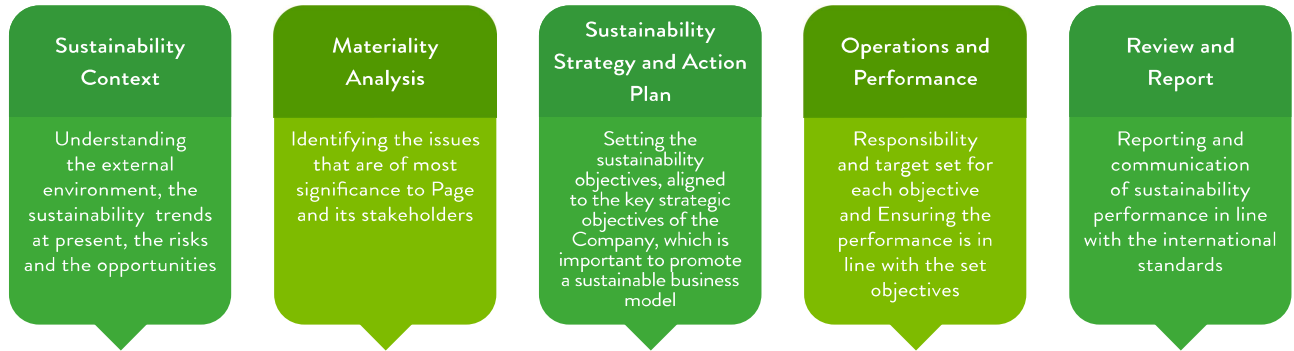 Sustainability
Context
Understanding
the external
environment, the
sustainability trends
at present, the risks
and the opportunities
Materiality
Analysis
Identifying the issues
that are of most
significance to Page
and its stakeholders
Sustainability
Strategy and Action
Plan
Setting the
sustainability
objectives, aligned
to the key strategic
objectives of the
Company, which is
important to promote
a sustainable business
model
Operations and
Performance
Responsibility
and target set for
each objective
and Ensuring the
performance is in
line with the set
objectives
Review and
Report
Reporting and
communication
of sustainability
performance in line
with the international
standards